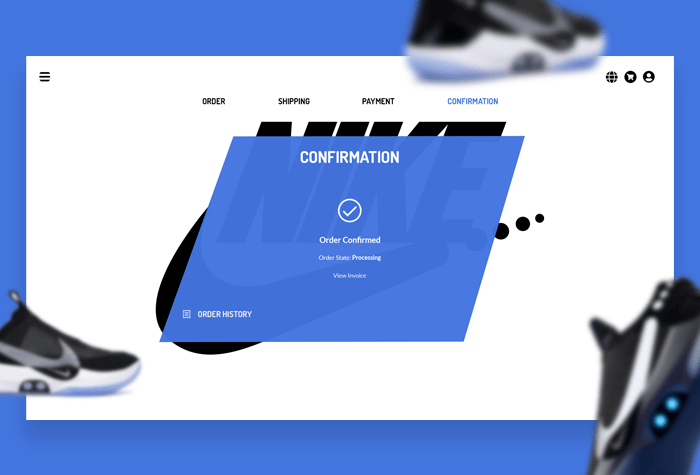 ORDER SHIPPING PAYMENT CONFIRMATION
NIKE
CONFIRMATION
Order Confirmed
Order State: Processing
View Invoice
ORDER HISTORY